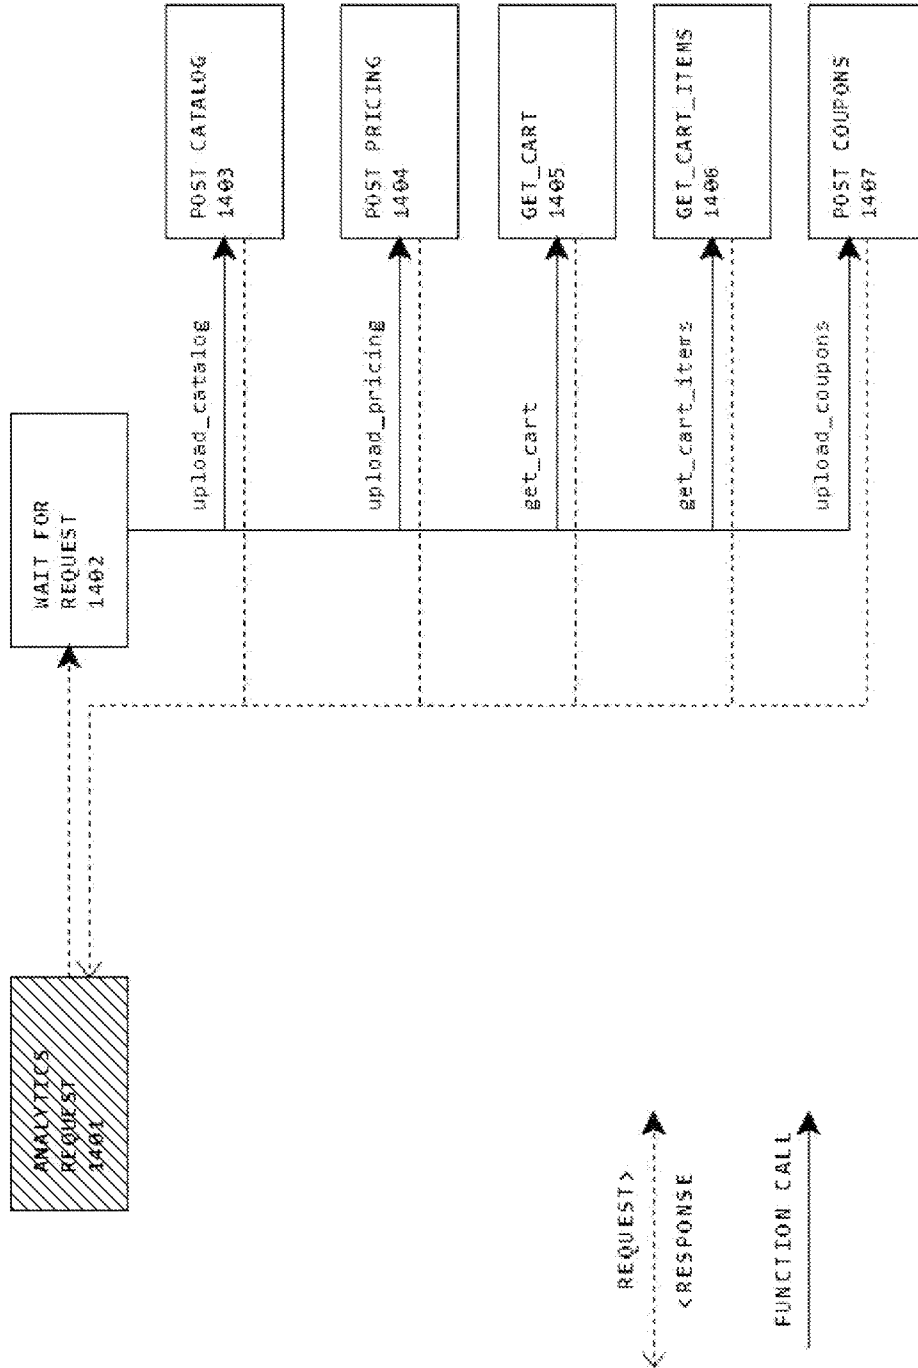 ANALYTICS
REQUEST
1401
WAIT FOR
REQUEST
1402
upload_catalog
POST CATALOG
1403
upload_pricing
POST PRICING
1404
get_cart
GET_CART
1405
get_cart_iters
GET_CART_ITEMS
1406
upload_coupons
POST COUPONS
1407
REQUEST>
<RESPONSE
FUNCTION CALL